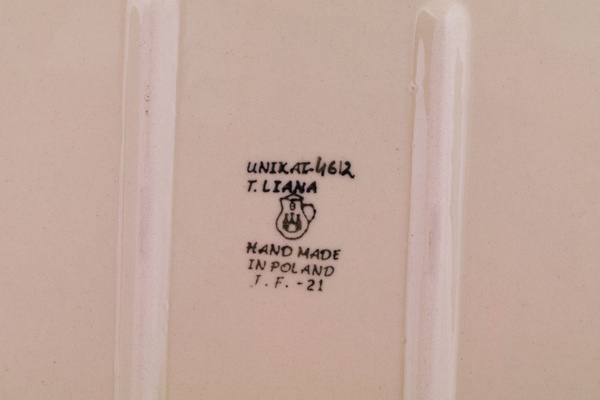 UNIKAT-4612
T. LIANA
HAND MADE
IN POLAND
T. F. - 21